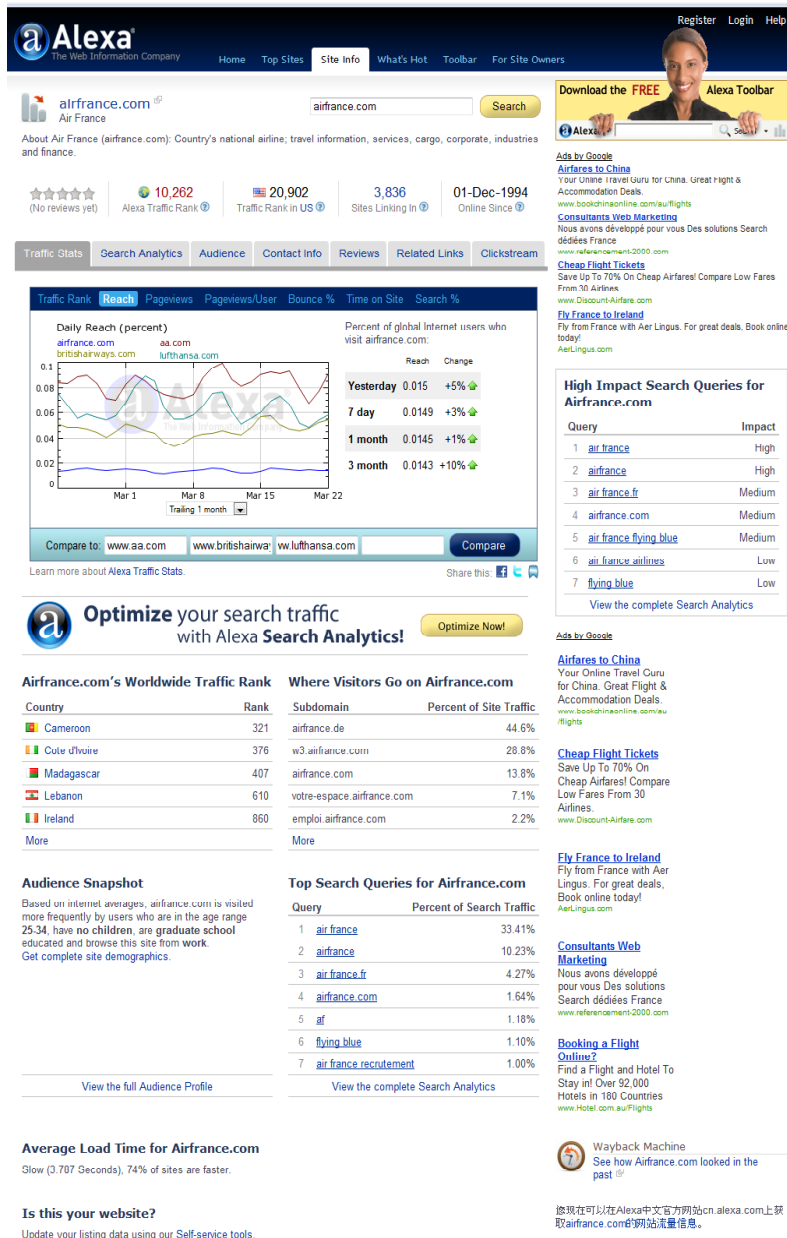 Register Login Help
Alexa
The Web Information Company
Home Top Sites Site Info What's Hot Toolbar For Site Owners
airfrance.com
Air France
airfrance.com Search
About Air France (airfrance.com): Country's national airline; travel information, services, cargo, corporate, industries
and finance.
10,262 20,902 3,836 01-Dec-1994
(No reviews yet) Alexa Traffic Rank Traffic Rank in US Sites Linking In Online Since
Traffic Stats Search Analytics Audience Contact Info Reviews Related Links Clickstream
Traffic Rank Reach Pageviews Pageviews/User Bounce % Time on Site Search %
Daily Reach (percent)
airfrance.com aa.com
britishairways.com lufthansa.com
0.1
0.08
0.06
0.04
0.02
0
Alexa
The Web Information Company
Mar 1 Mar 8 Mar 15 Mar 22
Trailing 1 month
Percent of global Internet users who
visit airfrance.com:
Reach Change
Yesterday 0.015 +5%
7 day 0.0149 +3%
1 month 0.0145 +1%
3 month 0.0143 +10%
Compare to: www.aa.com www.britishairway vw.lufthansa.com Compare
Learn more about Alexa Traffic Stats.
Share this:
Optimize your search traffic
with Alexa Search Analytics!
Optimize Now!
Airfrance.com's Worldwide Traffic Rank
Country Rank
Cameroon 321
Cote d'Ivoire 376
Madagascar 407
Lebanon 610
Ireland 860
More
Where Visitors Go on Airfrance.com
Subdomain Percent of Site Traffic
airfrance.de 44.6%
w3.airfrance.com 28.8%
airfrance.com 13.8%
votre-espace.airfrance.com 7.1%
emploi.airfrance.com 2.2%
More
Audience Snapshot
Based on internet averages, airfrance.com is visited
more frequently by users who are in the age range
25-34, have no children, are graduate school
educated and browse this site from work.
Get complete site demographics.
View the full Audience Profile
Top Search Queries for Airfrance.com
Query Percent of Search Traffic
1 air france 33.41%
2 airfrance 10.23%
3 air france.fr 4.27%
4 airfrance.com 1.64%
5 af 1.18%
6 flying blue 1.10%
7 air france recrutement 1.00%
View the complete Search Analytics
Average Load Time for Airfrance.com
Slow (3.787 Seconds), 74% of sites are faster.
Is this your website?
Update your listing data using our Self-service tools.
Download the FREE Alexa Toolbar
Alexa Search
Ads by Google
Airfares to China
Your Online Travel Guru for China. Great Flight &
Accommodation Deals.
www.bookchinaonline.com/au/flights
Consultants Web Marketing
Nous avons développé pour vous Des solutions Search
dédiées France
www.referencement-2000.com
Cheap Flight Tickets
Save Up To 70% On Cheap Airfares! Compare Low Fares
From 30 Airlines
www.Discount-Airfare.com
Fly France to Ireland
Fly from France with Aer Lingus. For great deals, Book online
today!
AerLingus.com
High Impact Search Queries for
Airfrance.com
Query Impact
1 air france High
2 airfrance High
3 air france.fr Medium
4 airfrance.com Medium
5 air france flying blue Medium
6 air france airlines Low
7 flying blue Low
View the complete Search Analytics
Ads by Google
Airfares to China
Your Online Travel Guru
for China. Great Flight &
Accommodation Deals.
www.bookchinaonline.com/au
/flights
Cheap Flight Tickets
Save Up To 70% On
Cheap Airfares! Compare
Low Fares From 30
Airlines.
www.Discount-Airfare.com
Fly France to Ireland
Fly from France with Aer
Lingus. For great deals,
Book online today!
AerLingus.com
Consultants Web
Marketing
Nous avons développé
pour vous Des solutions
Search dédiées France
www.referencement-2000.com
Booking a Flight
Online?
Find a Flight and Hotel To
Stay in! Over 92,000
Hotels in 180 Countries
www.Hotel.com.au/Flights
Wayback Machine
See how Airfrance.com looked in the
past
您现在可以在Alexa中文官方网站cn.alexa.com上获
取airfrance.com的网站流量信息。